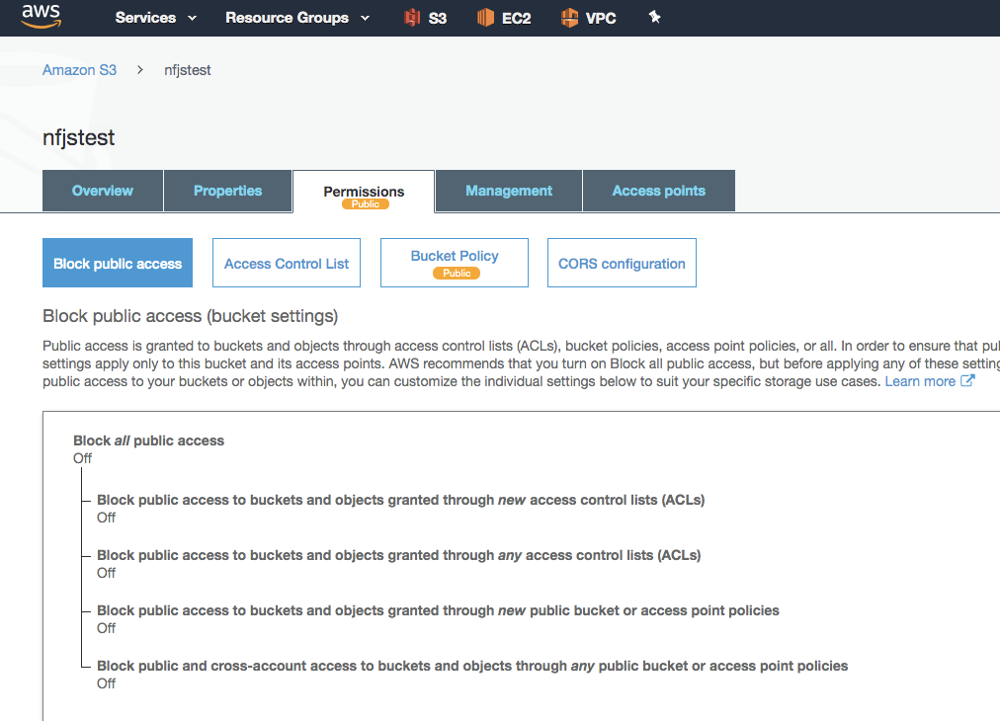 aws Services Resource Groups S3 EC2 VPC
Amazon S3 > nfjstest
nfjstest
Overview Properties Permissions Management Access points
Public
Block public access Access Control List Bucket Policy CORS configuration
Public
Block public access (bucket settings)
Public access is granted to buckets and objects through access control lists (ACLs), bucket policies, access point policies, or all. In order to ensure that pu
settings apply only to this bucket and its access points. AWS recommends that you turn on Block all public access, but before applying any of these setting
public access to your buckets or objects within, you can customize the individual settings below to suit your specific storage use cases. Learn more
Block all public access
Off
Block public access to buckets and objects granted through new access control lists (ACLs)
Off
Block public access to buckets and objects granted through any access control lists (ACLs)
Off
Block public access to buckets and objects granted through new public bucket or access point policies
Off
Block public and cross-account access to buckets and objects through any public bucket or access point policies
Off